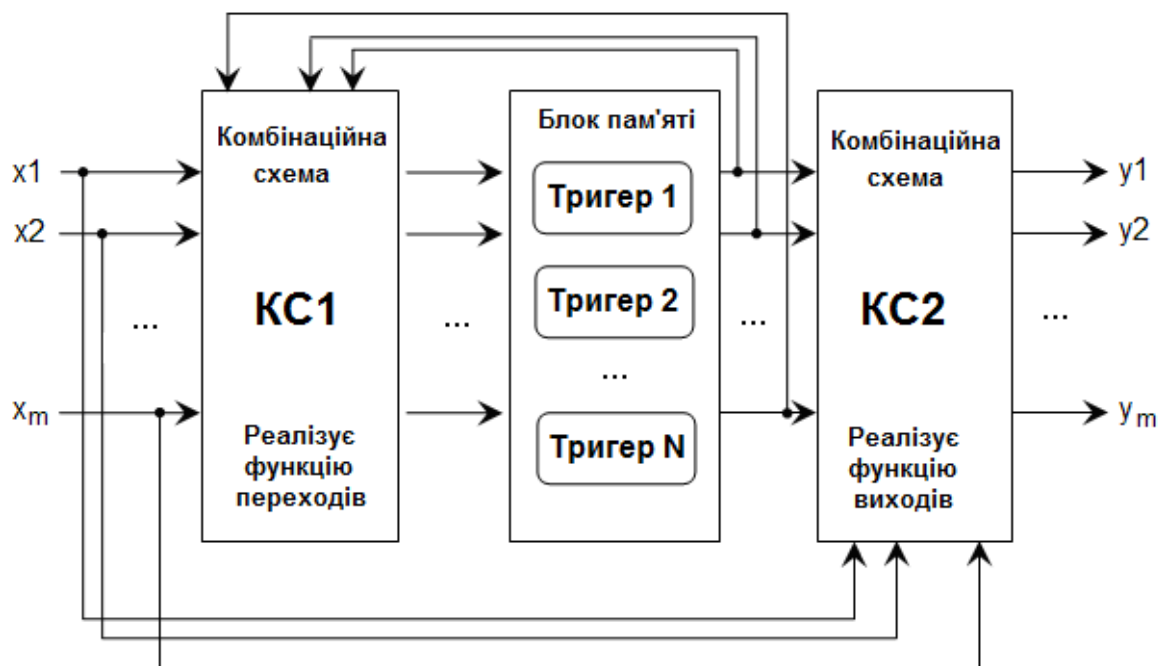 x1
x2
...
xm
Комбінаційна
схема
КС1
Реалізує
функцію
переходів
...
Блок пам'яті
Тригер 1
Тригер 2
...
Тригер N
...
Комбінаційна
схема
КС2
Реалізує
функцію
виходів
y1
y2
...
ym